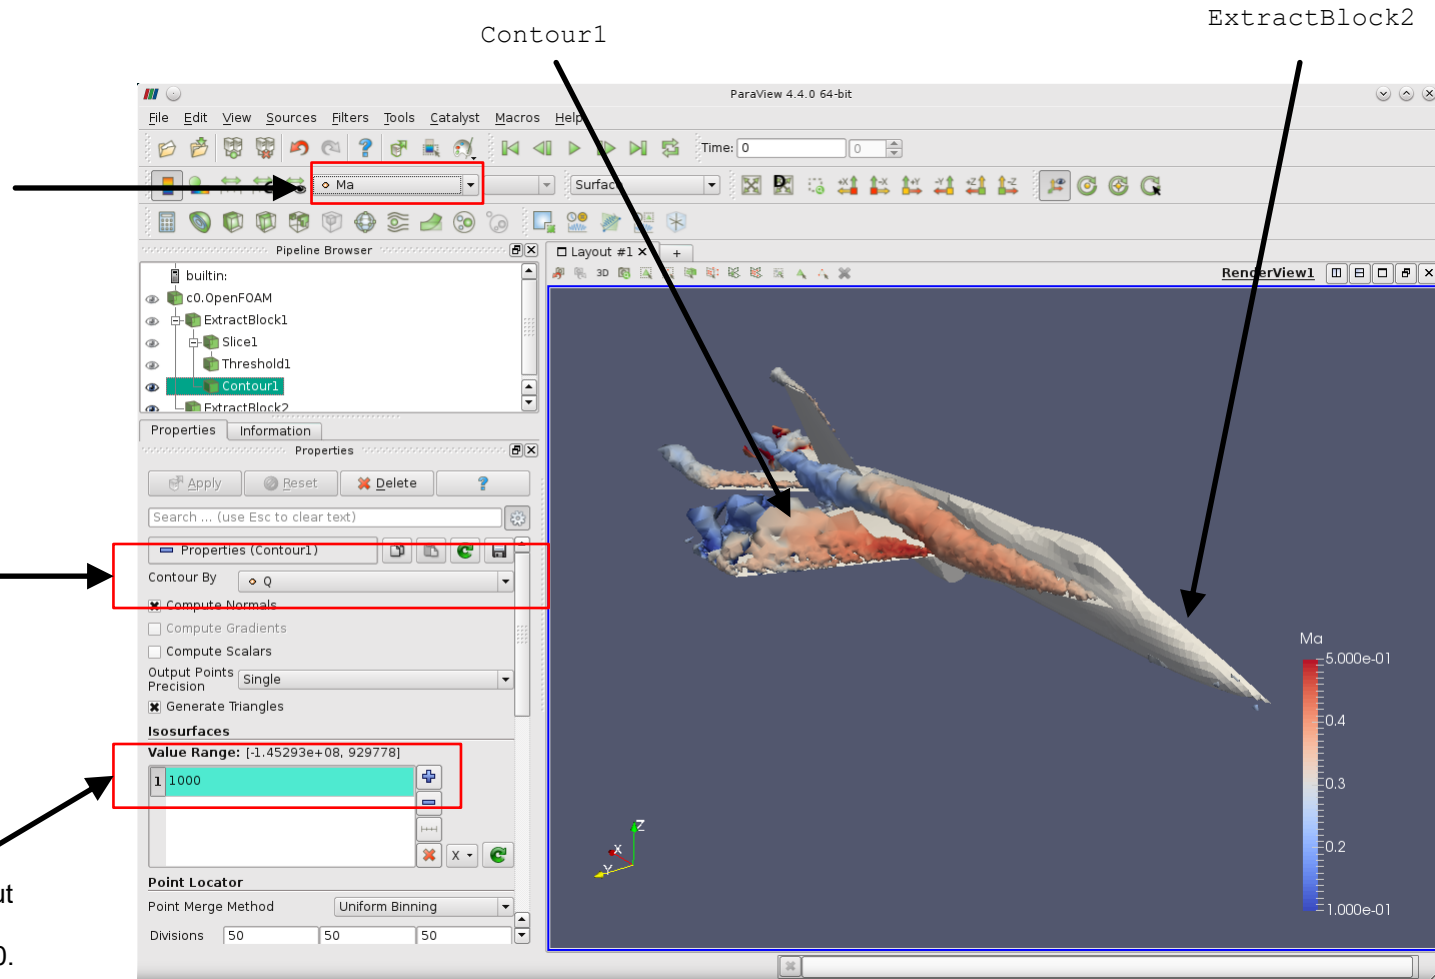 ExtractBlock2
Contour1
ParaView 4.4.0 64-bit
File Edit View Sources Filters Tools Catalyst Macros Help
Time: 0 0
Ma Surface
Pipeline Browser
Layout #1 × +
builtin:
3D
RenderView1
c0.OpenFOAM
ExtractBlock1
Slice1
Threshold1
Contour1
ExtractBlock2
Properties Information
Properties
Apply Reset Delete ?
Search ... (use Esc to clear text)
Properties (Contour1)
Contour By Q
Compute Normals
Compute Gradients
Compute Scalars
Output Points Precision Single
Generate Triangles
Isosurfaces
Value Range: [-1.45293e+08, 929778]
1 1000
X
Point Locator
Point Merge Method Uniform Binning
Divisions 50 50 50
ut
0.
Ma
5.000e-01
0.4
0.3
0.2
1.000e-01
Z
X
Y